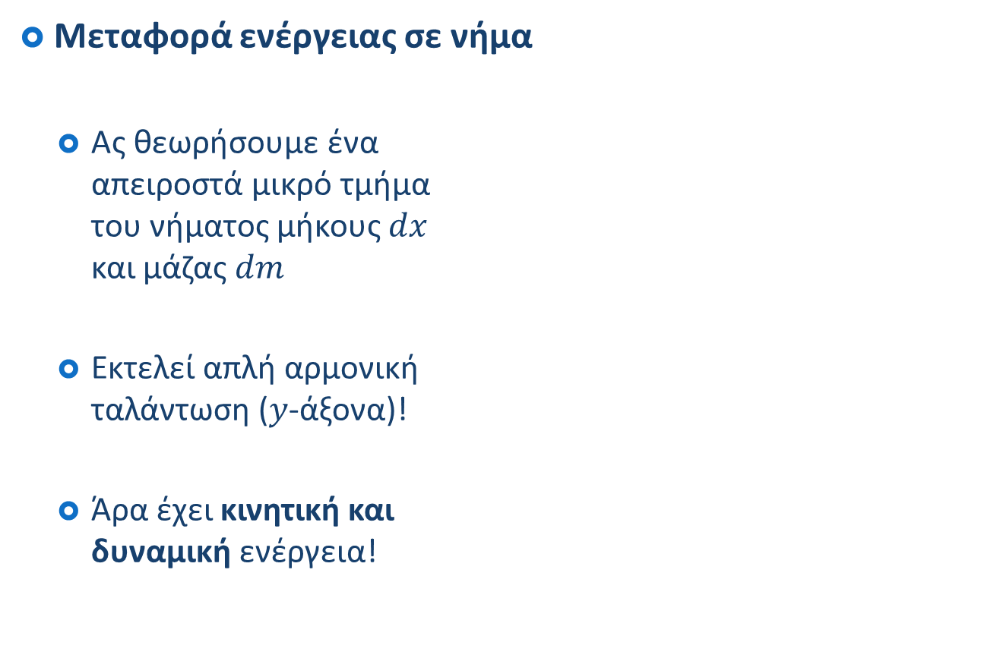 Μεταφορά ενέργειας σε νήμα
Ας θεωρήσουμε ένα
απειροστά μικρό τμήμα
του νήματος μήκους dx
και μάζας dm
Εκτελεί απλή αρμονική
ταλάντωση (y-άξονα)!
Άρα έχει κινητική και
δυναμική ενέργεια!